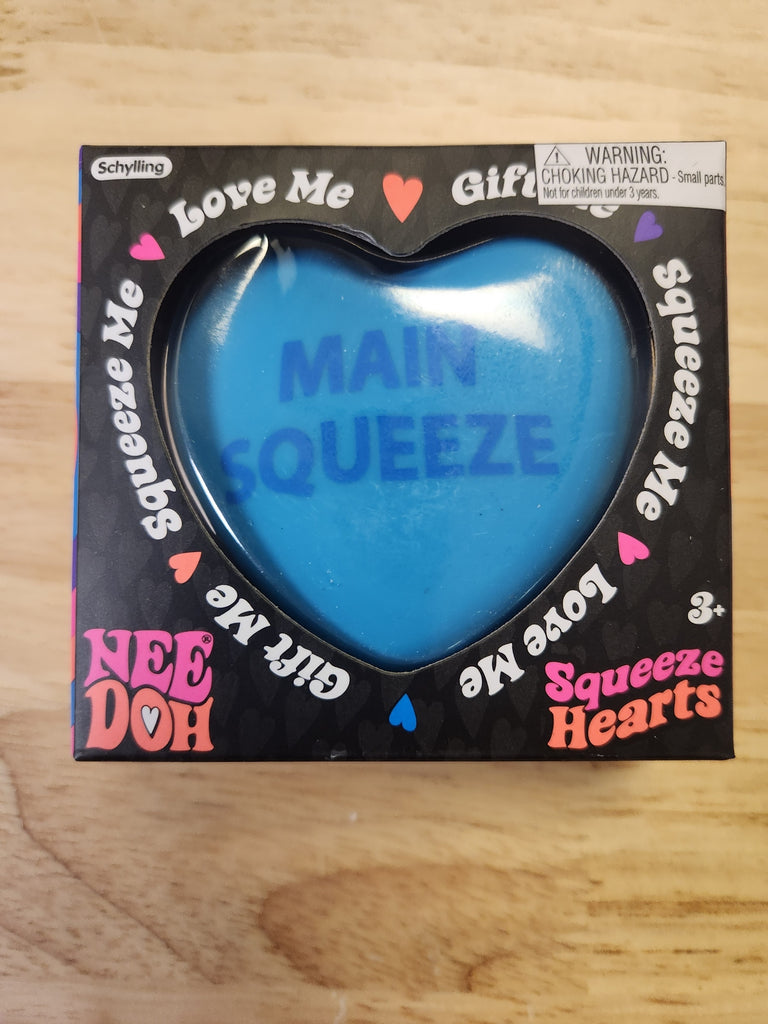 Schylling
Love Me
Gift
WARNING:
CHOKING HAZARD - Small parts
Not for children under 3 years.
Squeeze Me
Squeeze Me
MAIN
SQUEEZE
Gift Me
Love Me
3+
NEE®
DOH
Squeeze
Hearts